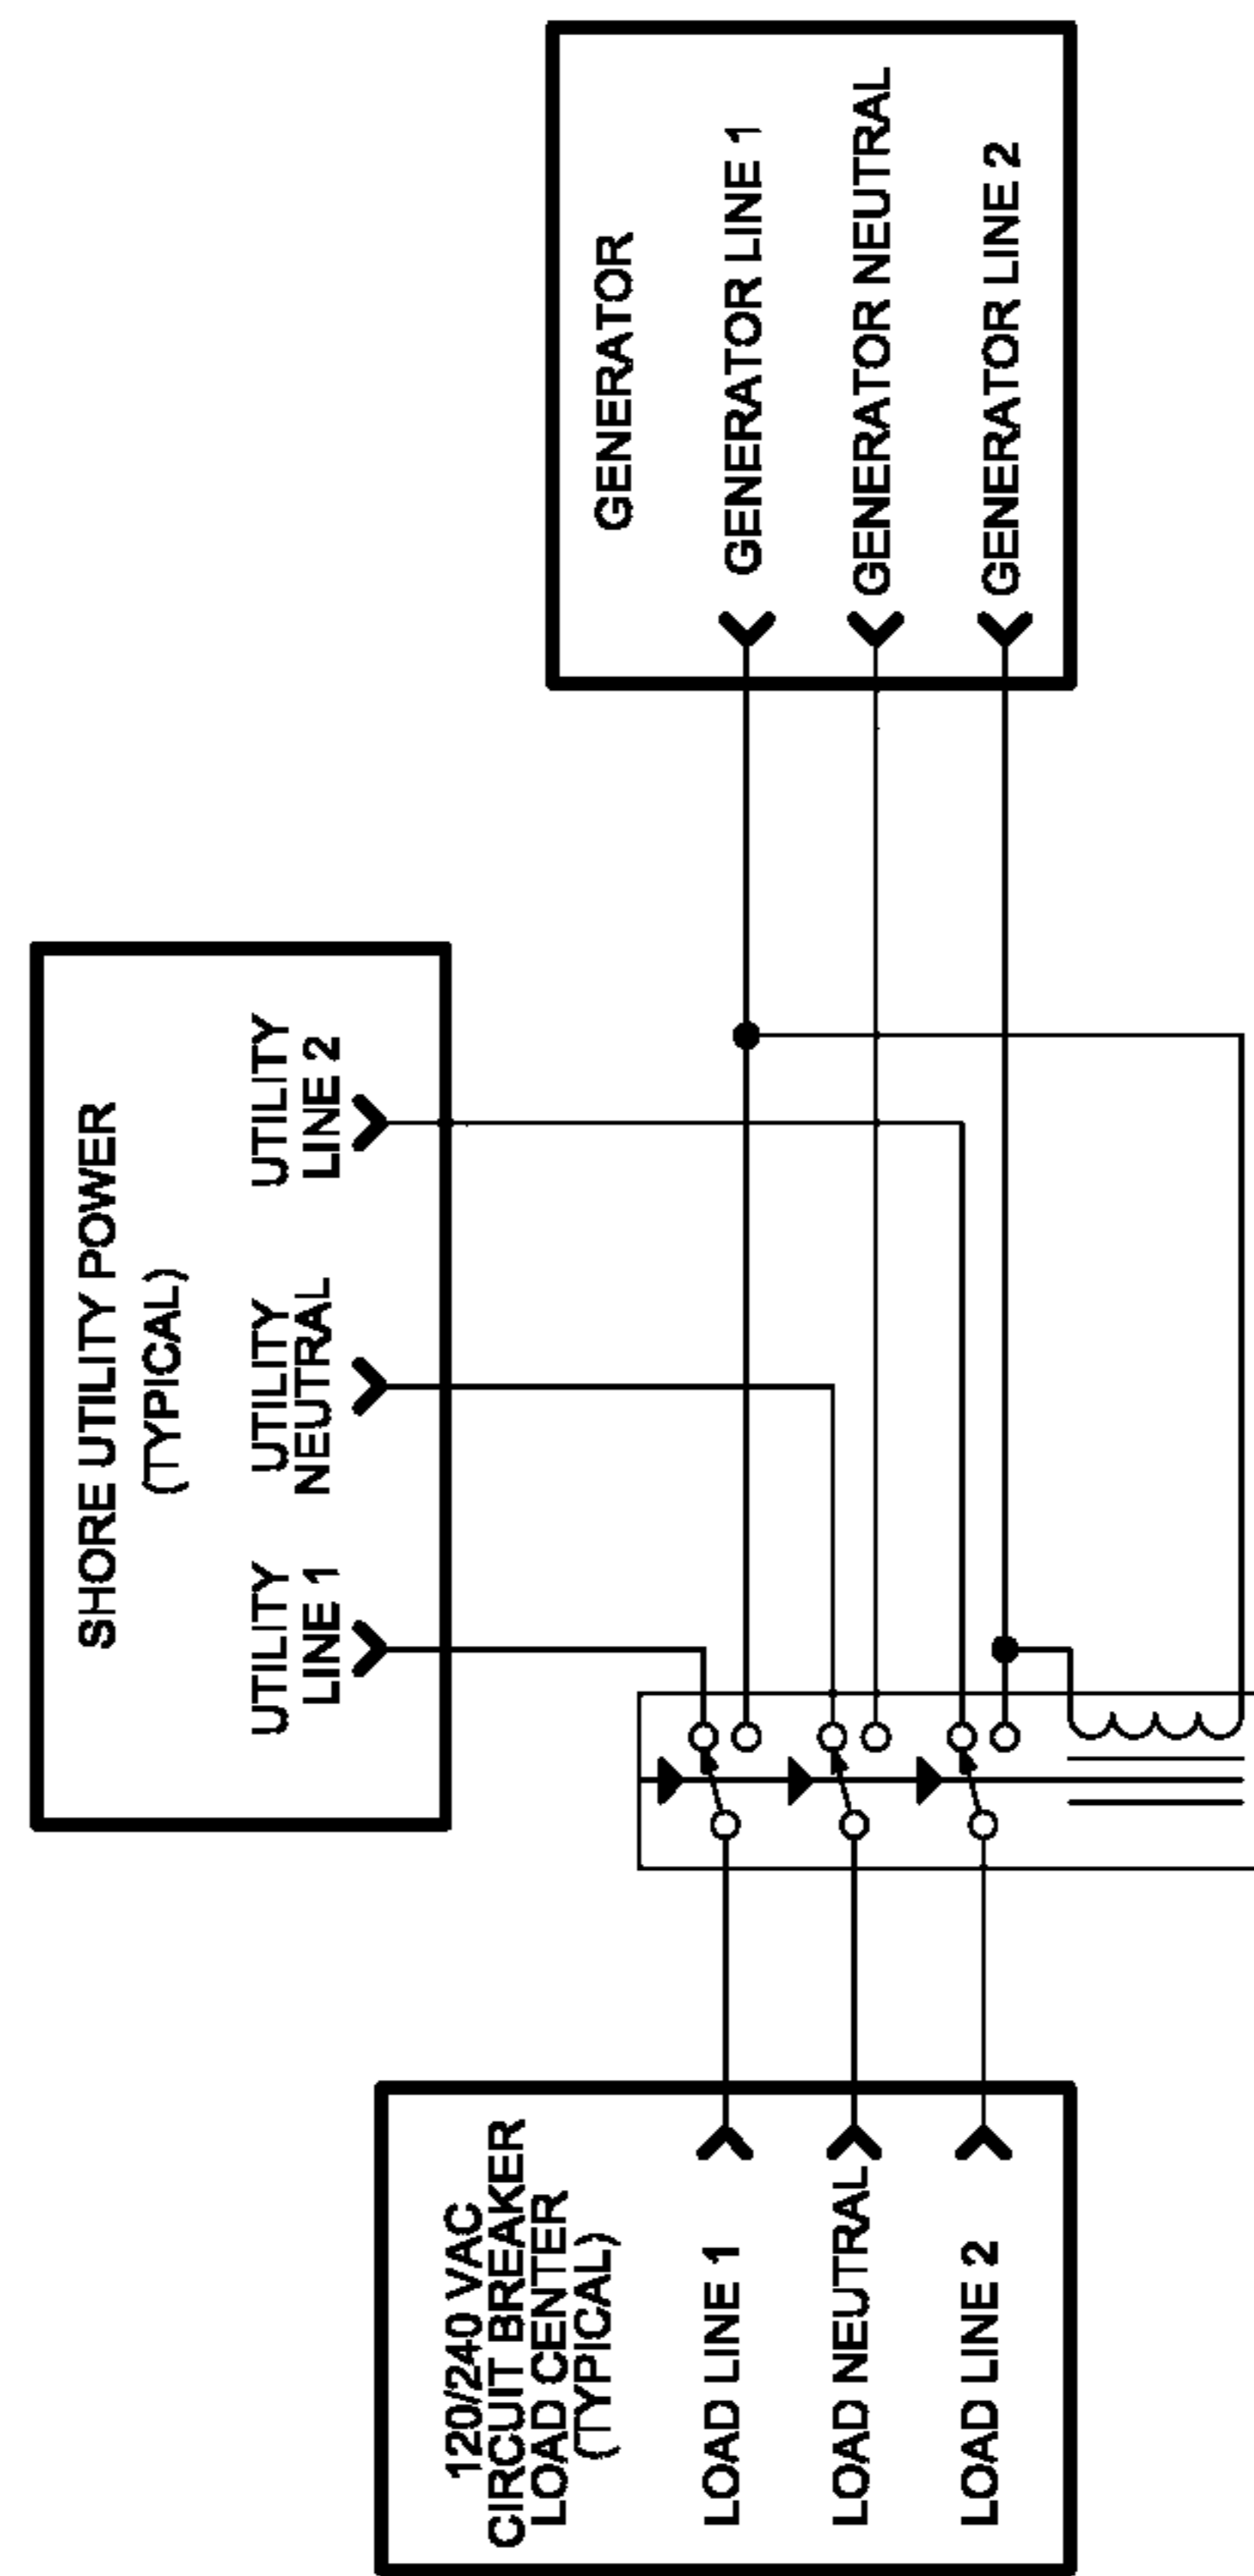 120/240 VAC
CIRCUIT BREAKER
LOAD CENTER
(TYPICAL)
LOAD LINE 1
LOAD NEUTRAL
LOAD LINE 2
SHORE UTILITY POWER
(TYPICAL)
UTILITY
LINE 1
UTILITY
NEUTRAL
UTILITY
LINE 2
GENERATOR
GENERATOR LINE 1
GENERATOR NEUTRAL
GENERATOR LINE 2